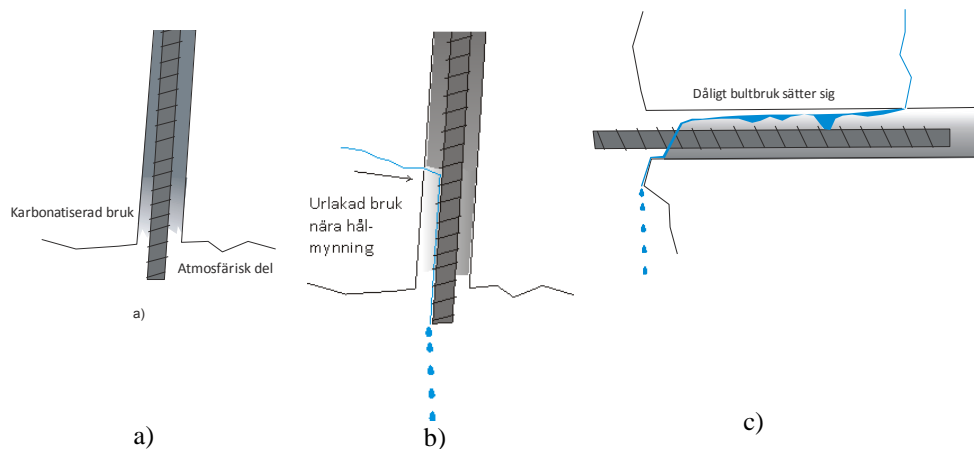 Karbonatiserad bruk
Atmosfärisk del
a)
a)
Urlakad bruk
nära hål-
mynning
b)
Dåligt bultbruk sätter sig
c)